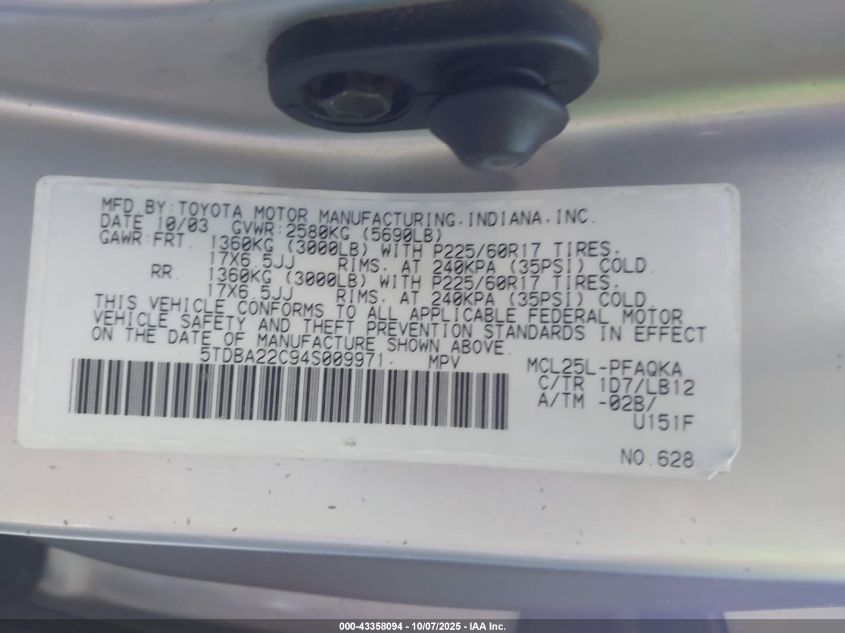 MFD BY:TOYOTA MOTOR MANUFACTURING.INDIANA.INC.
DATE 10/03 GVWR:2580KG (5690LB)
GAWR:FRT. 1360KG (3000LB) WITH P225/60R17 TIRES.
17X6.5JJ RIMS. AT 240KPA (35PSI) COLD.
RR. 1360KG (3000LB) WITH P225/60R17 TIRES.
17X6.5JJ RIMS. AT 240KPA (35PSI) COLD.
THIS VEHICLE CONFORMS TO ALL APPLICABLE FEDERAL MOTOR
VEHICLE SAFETY AND THEFT PREVENTION STANDARDS IN EFFECT
ON THE DATE OF MANUFACTURE SHOWN ABOVE.
5TDBA22C94S009971. MPV
MCL25L-PFAQKA
C/TR 1D7/LB12
A/TM -02B/
U151F
NO.628
000-43358094 - 10/07/2025 - IAA Inc.